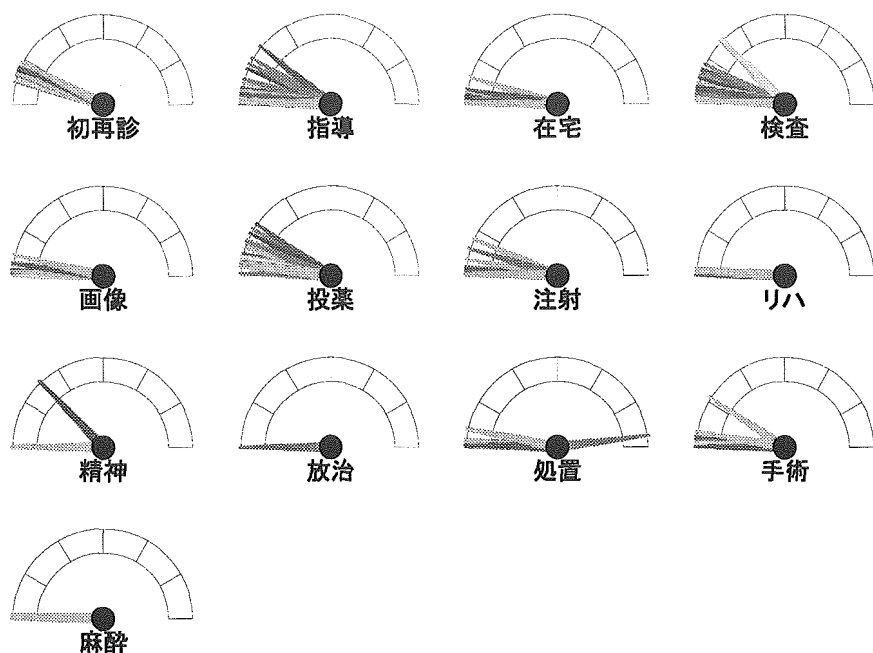 初再診
指導
在宅
検査
画像
投薬
注射
リハ
精神
放治
処置
手術
麻酔